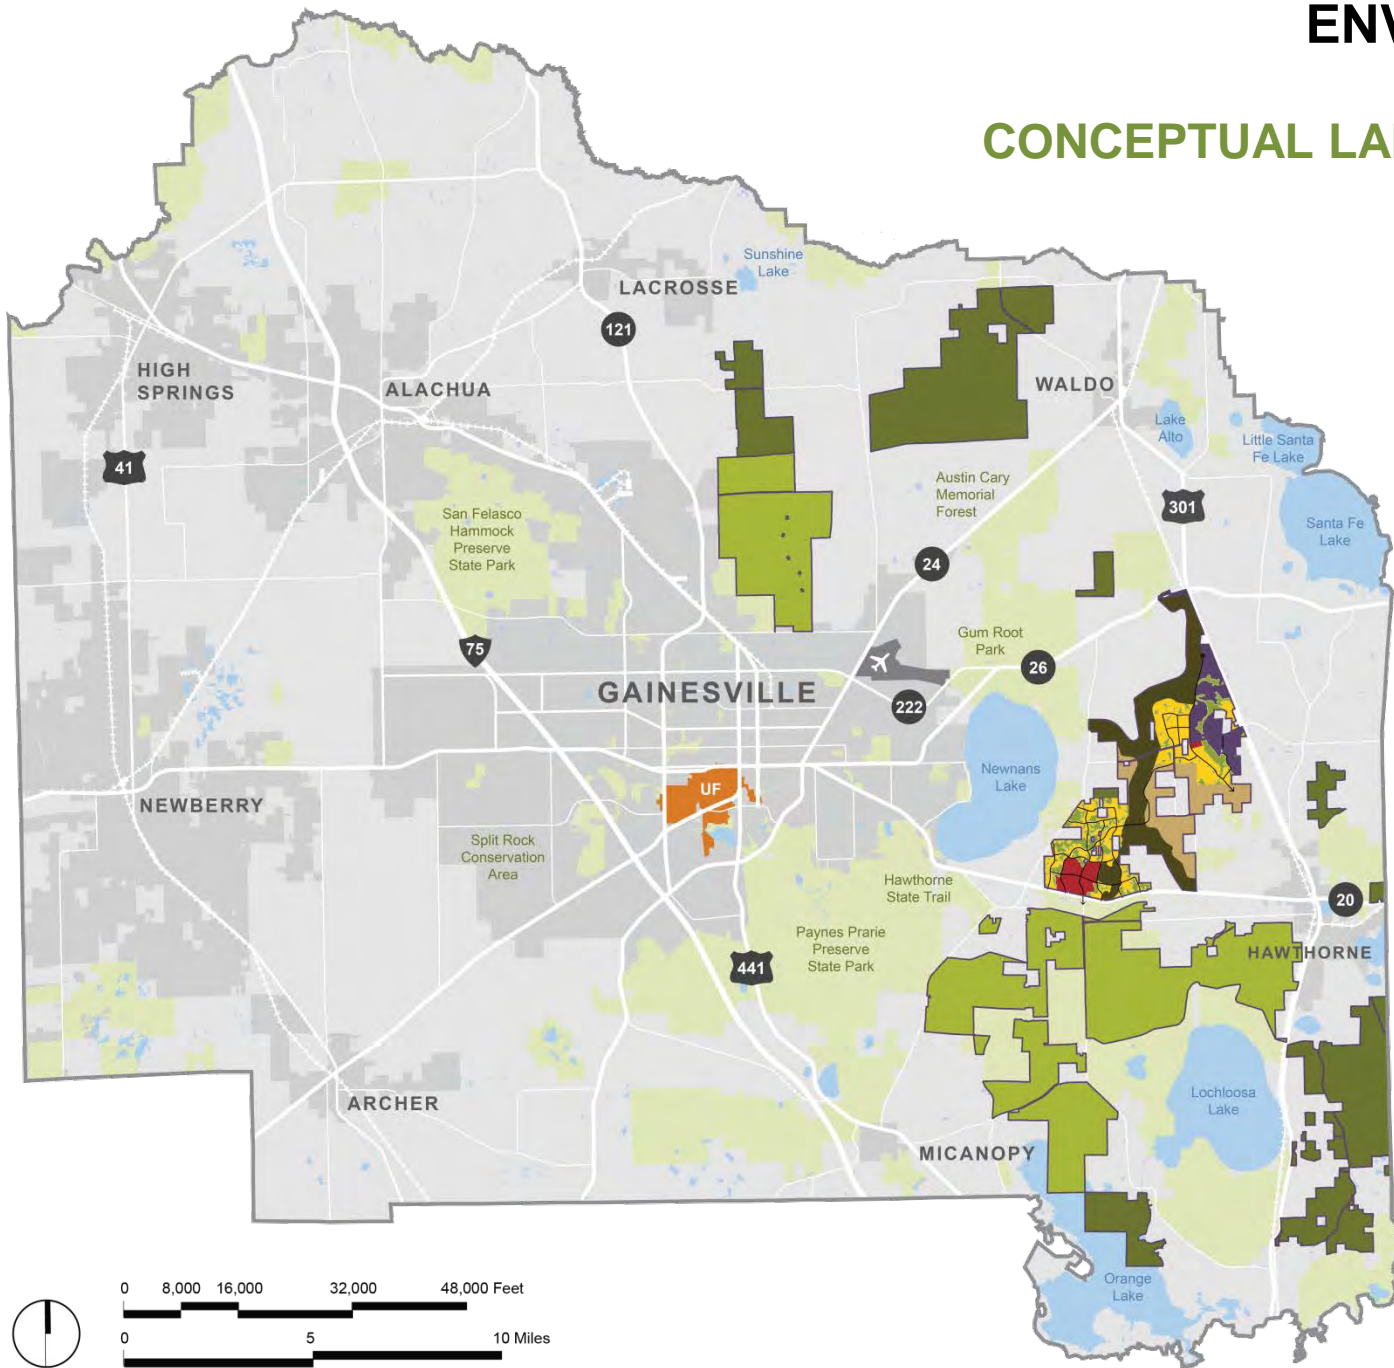 ENV
CONCEPTUAL LAN
Sunshine
Lake
LACROSSE
121
HIGH
SPRINGS
ALACHUA
WALDO
Lake
Alto
Little Santa
Fe Lake
41
Austin Cary
Memorial
Forest
301
San Felasco
Hammock
Preserve
State Park
Santa Fe
Lake
24
75
Gum Root
Park
26
GAINESVILLE
222
Newnans
Lake
UF
NEWBERRY
Split Rock
Conservation
Area
Hawthorne
State Trail
20
Paynes Prarie
Preserve
State Park
441
HAWTHORNE
Lochloosa
Lake
ARCHER
MICANOPY
Orange
Lake
0 8,000 16,000 32,000 48,000 Feet
0 5 10 Miles